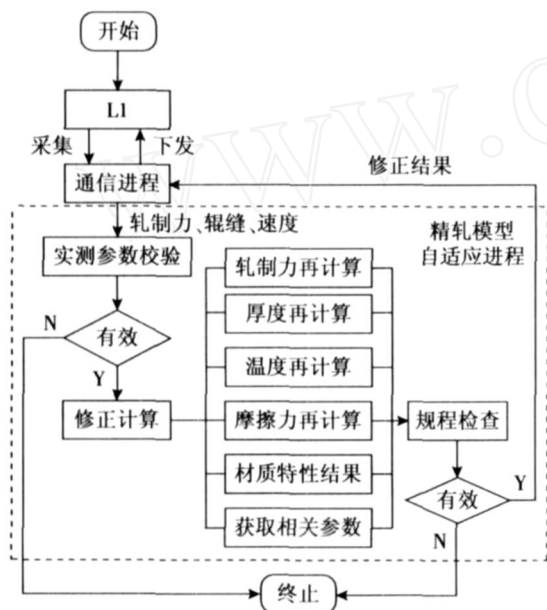 开始
L1
采集
下发
修正结果
通信进程
轧制力、辊缝、速度
精轧模型
自适应进程
实测参数校验
轧制力再计算
厚度再计算
N
有效
温度再计算
Y
修正计算
摩擦力再计算
规程检查
材质特性结果
有效
Y
获取相关参数
N
终止